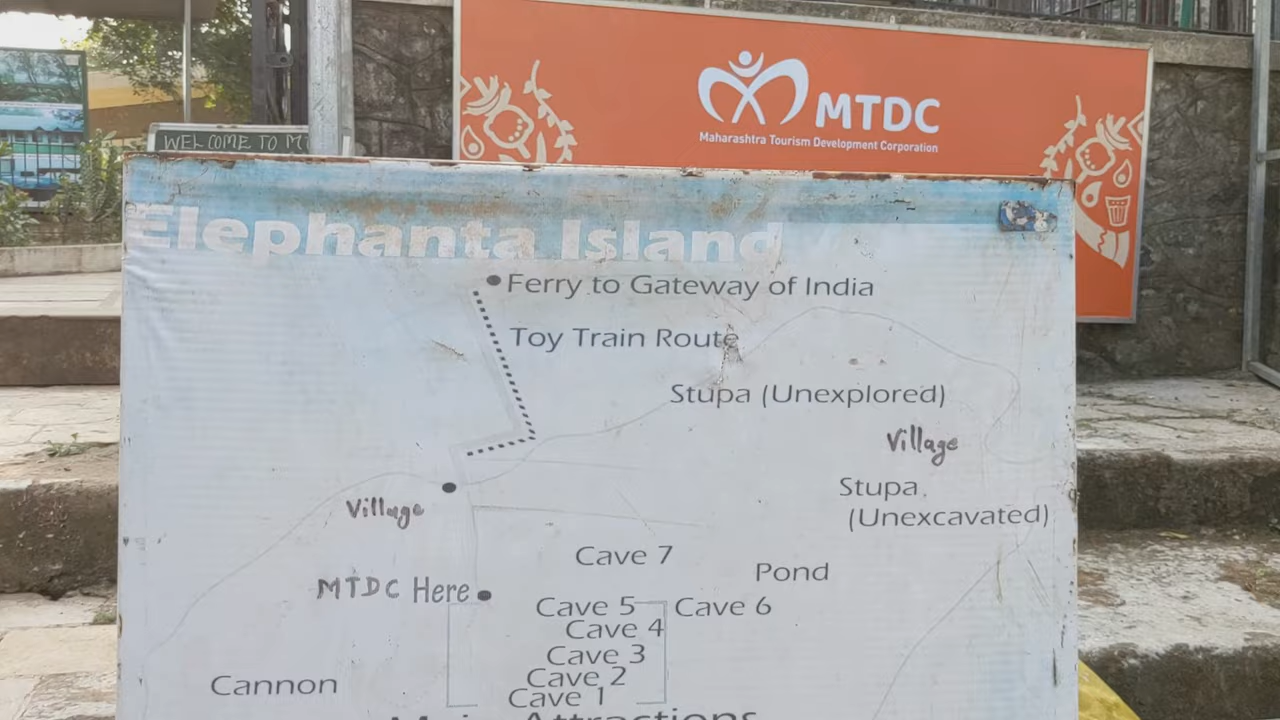 MTDC
Maharashtra Tourism Development Corporation
WELCOME TO
Elephanta Island
Ferry to Gateway of India
Toy Train Route
Stupa (Unexplored)
Village
Stupa
(Unexcavated)
Village
Cave 7
Pond
MTDC Here
Cave 5 Cave 6
Cave 4
Cave 3
Cave 2
Cannon
Cave 1
Main Attractions